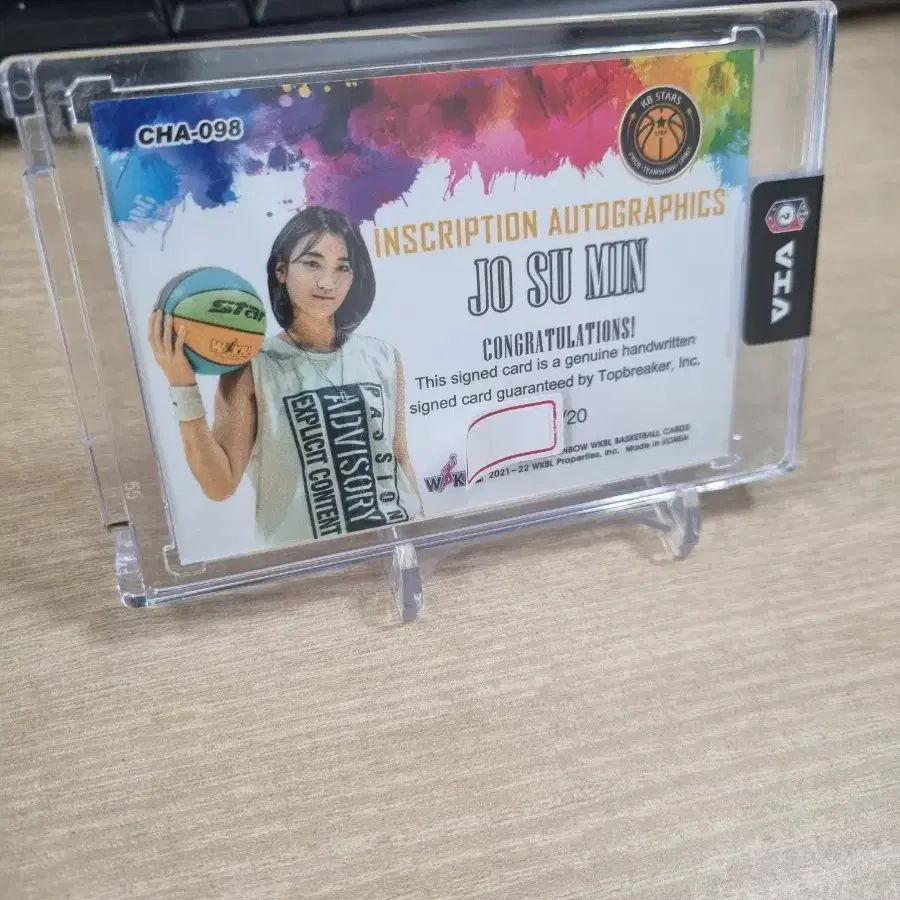 CHA-098
KB STARS
INSCRIPTION AUTOGRAPHICS
JO SU MIN
CONGRATULATIONS!
This signed card is a genuine handwritten
signed card guaranteed by Topbreaker, Inc.
/20
NBOW WKBL BASKETBALL CARDS
2021-22 WKBL Properties, Inc. Made in KOREA
Star
PASSION
ADVISORY
EXPLICIT CONTENT
55